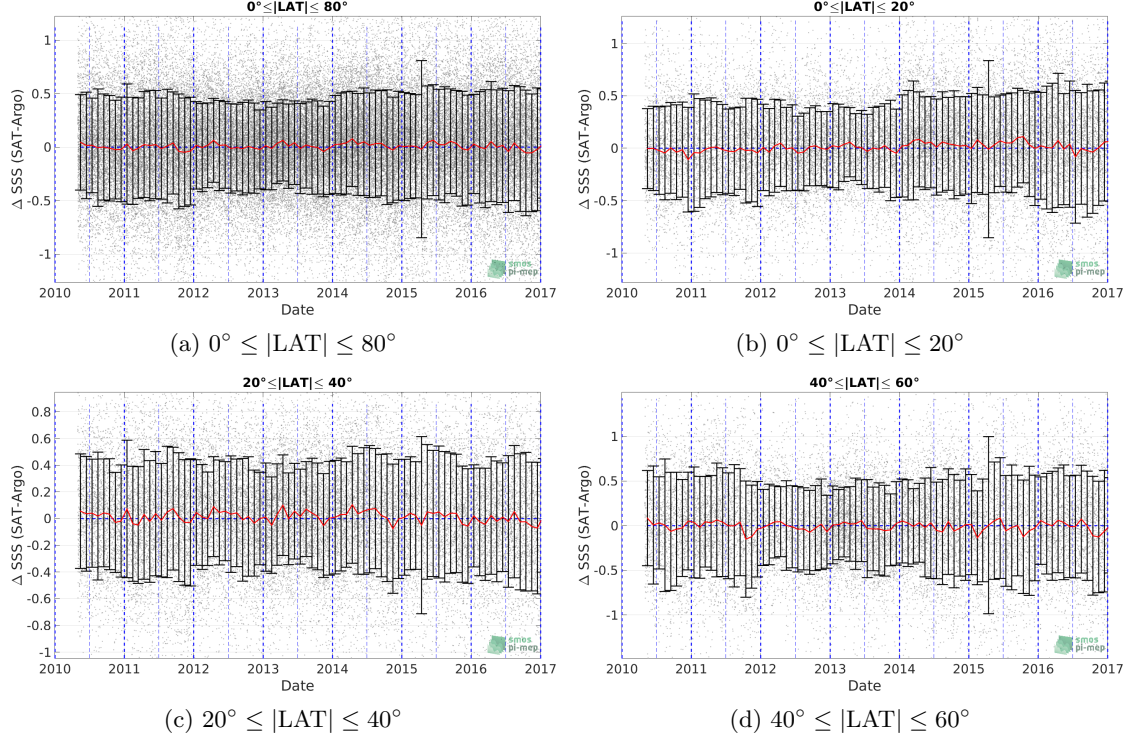 0°≤|LAT|≤ 80°
Δ SSS (SAT-Argo)
1
0.5
0
-0.5
-1
2010 2011 2012 2013 2014 2015 2016 2017
Date
smos
pi-mep
(a) 0° ≤ |LAT| ≤ 80°
0°≤|LAT|≤ 20°
Δ SSS (SAT-Argo)
1
0.5
0
-0.5
-1
2010 2011 2012 2013 2014 2015 2016 2017
Date
smos
pi-mep
(b) 0° ≤ |LAT| ≤ 20°
20°≤|LAT|≤ 40°
Δ SSS (SAT-Argo)
0.8
0.6
0.4
0.2
0
-0.2
-0.4
-0.6
-0.8
-1
2010 2011 2012 2013 2014 2015 2016 2017
Date
smos
pi-mep
(c) 20° ≤ |LAT| ≤ 40°
40°≤|LAT|≤ 60°
Δ SSS (SAT-Argo)
1
0.5
0
-0.5
-1
2010 2011 2012 2013 2014 2015 2016 2017
Date
smos
pi-mep
(d) 40° ≤ |LAT| ≤ 60°